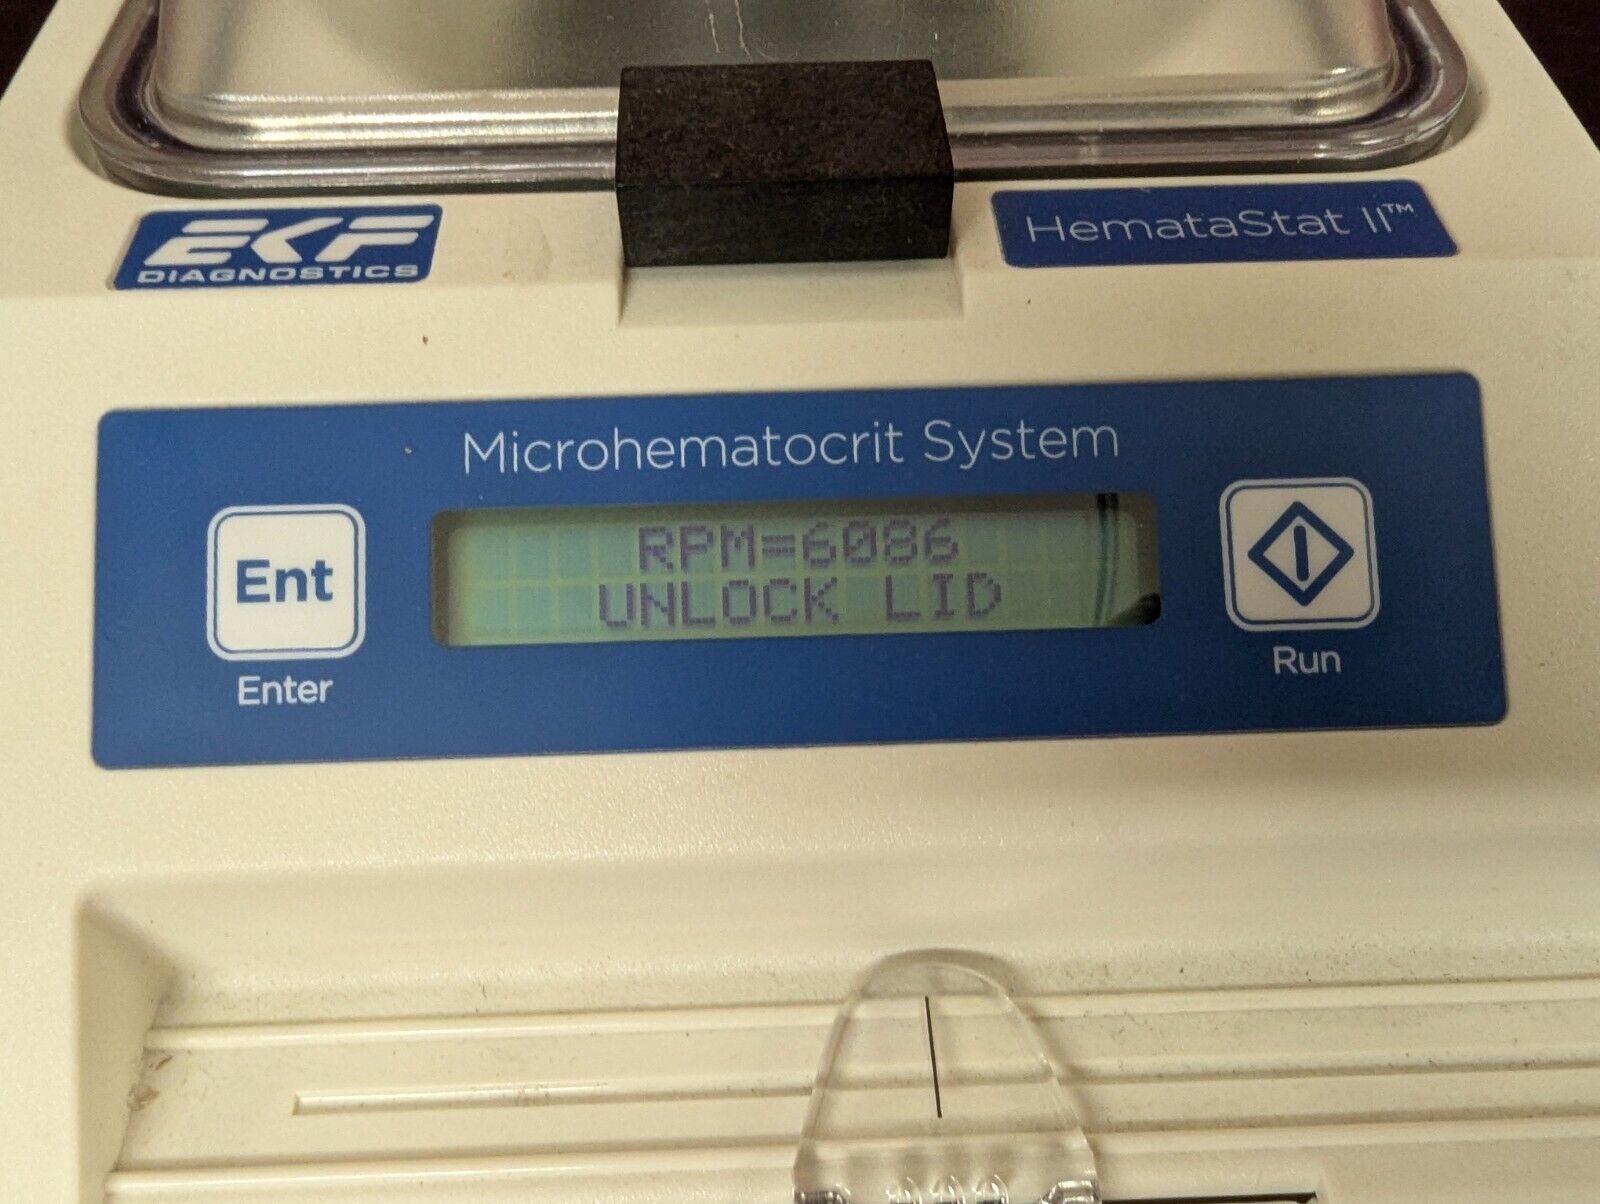 EKF
DIAGNOSTICS
HemataStat II™
Microhematocrit System
RPM=6086
UNLOCK LID
Ent
Enter
Run